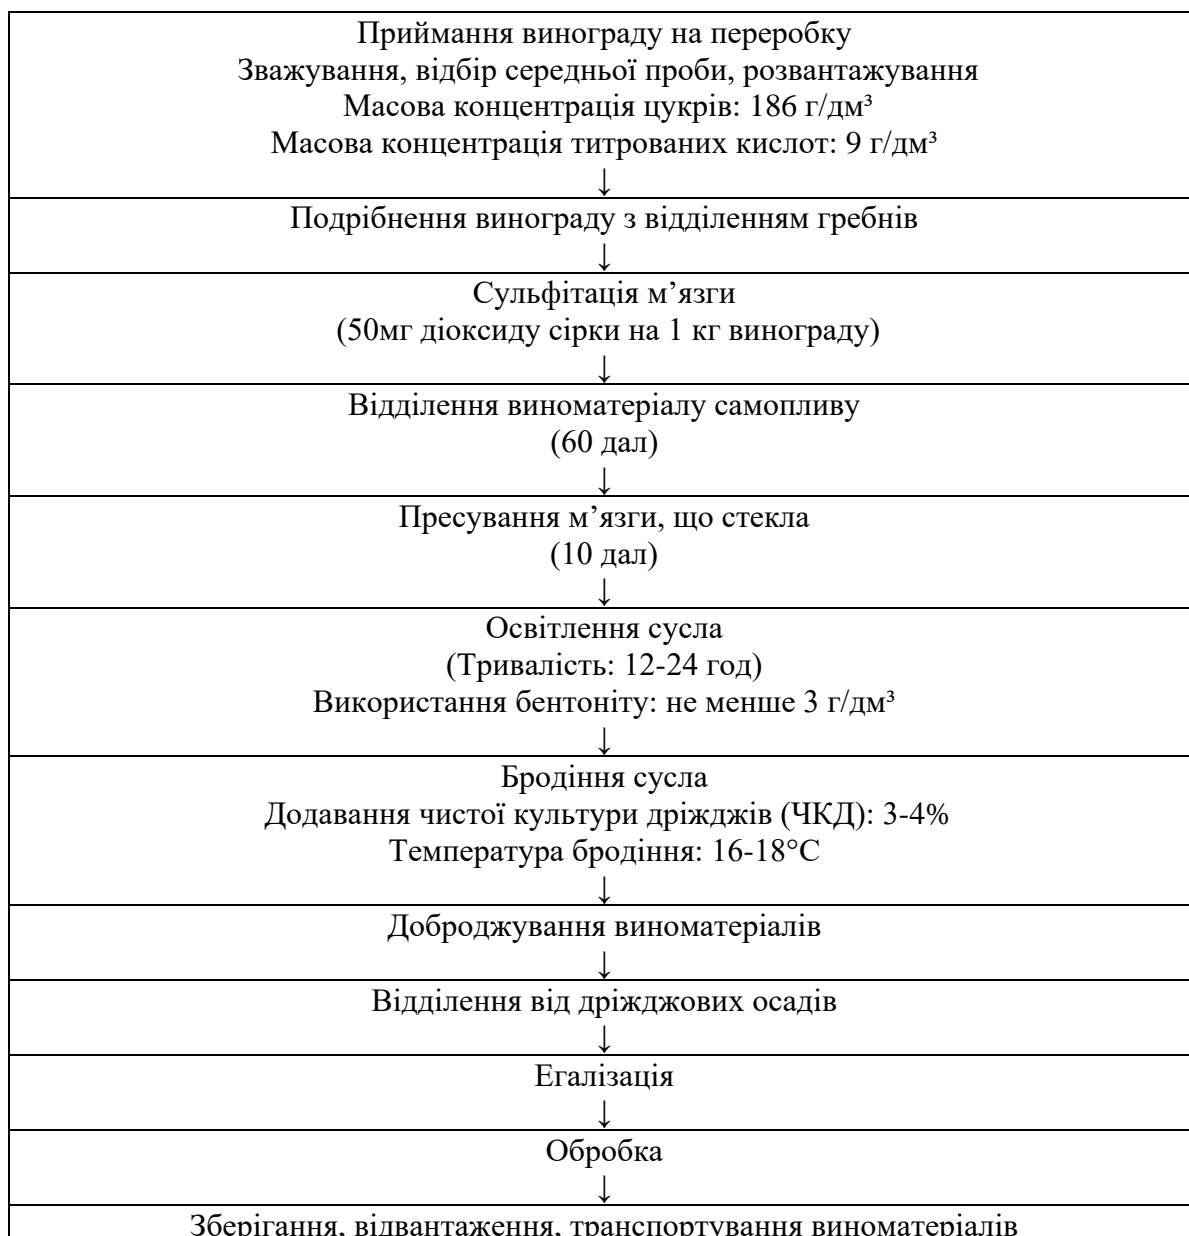 Приймання винограду на переробку
Зважування, відбір середньої проби, розвантажування
Масова концентрація цукрів: 186 г/дм³
Масова концентрація титрованих кислот: 9 г/дм³
↓
Подрібнення винограду з відділенням гребнів
↓
Сульфітація м’язги
(50мг діоксиду сірки на 1 кг винограду)
↓
Відділення виноматеріалу самопливу
(60 дал)
↓
Пресування м’язги, що стекла
(10 дал)
↓
Освітлення сусла
(Тривалість: 12-24 год)
Використання бентоніту: не менше 3 г/дм³
↓
Бродіння сусла
Додавання чистої культури дріжджів (ЧКД): 3-4%
Температура бродіння: 16-18°C
↓
Доброджування виноматеріалів
↓
Відділення від дріжджових осадів
↓
Егалізація
↓
Обробка
↓
Зберігання, відвантаження, транспортування виноматеріалів